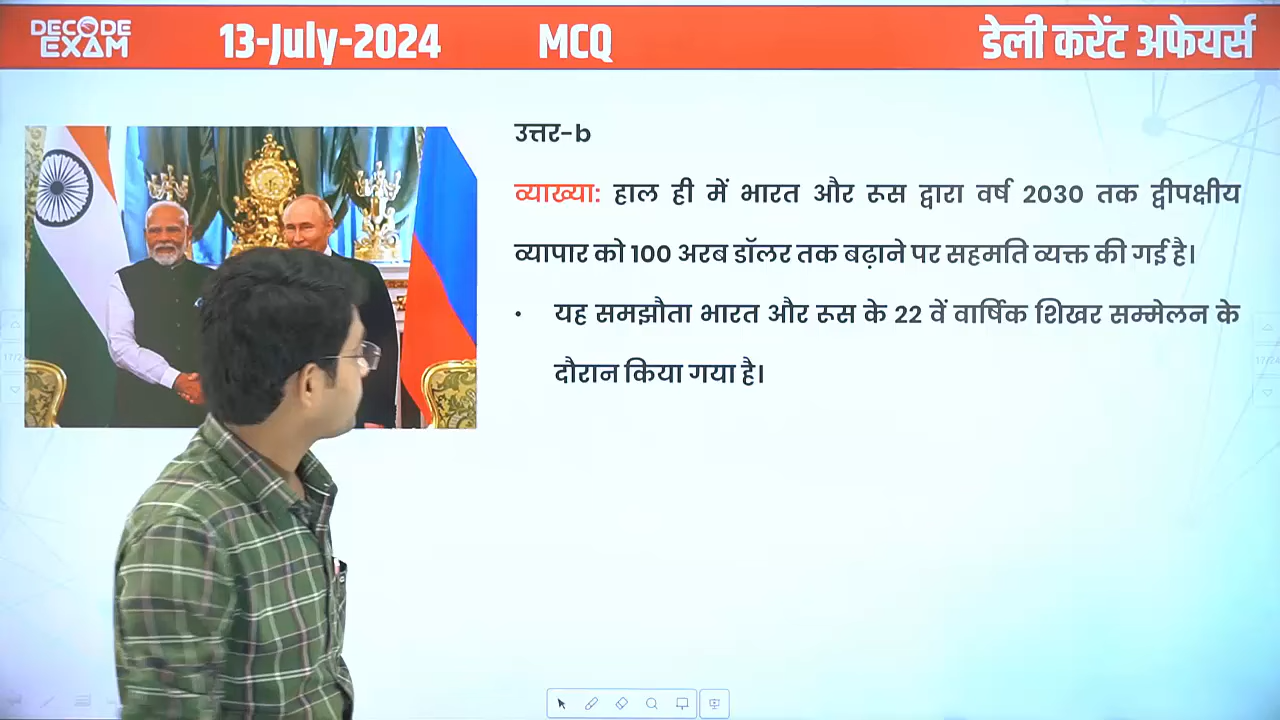 DECODE EXAM
13-July-2024 MCQ डेली करेंट अफेयर्स
उत्तर-b
व्याख्या: हाल ही में भारत और रूस द्वारा वर्ष 2030 तक द्वीपक्षीय
व्यापार को 100 अरब डॉलर तक बढ़ाने पर सहमति व्यक्त की गई है।
• यह समझौता भारत और रूस के 22 वें वार्षिक शिखर सम्मेलन के
दौरान किया गया है।